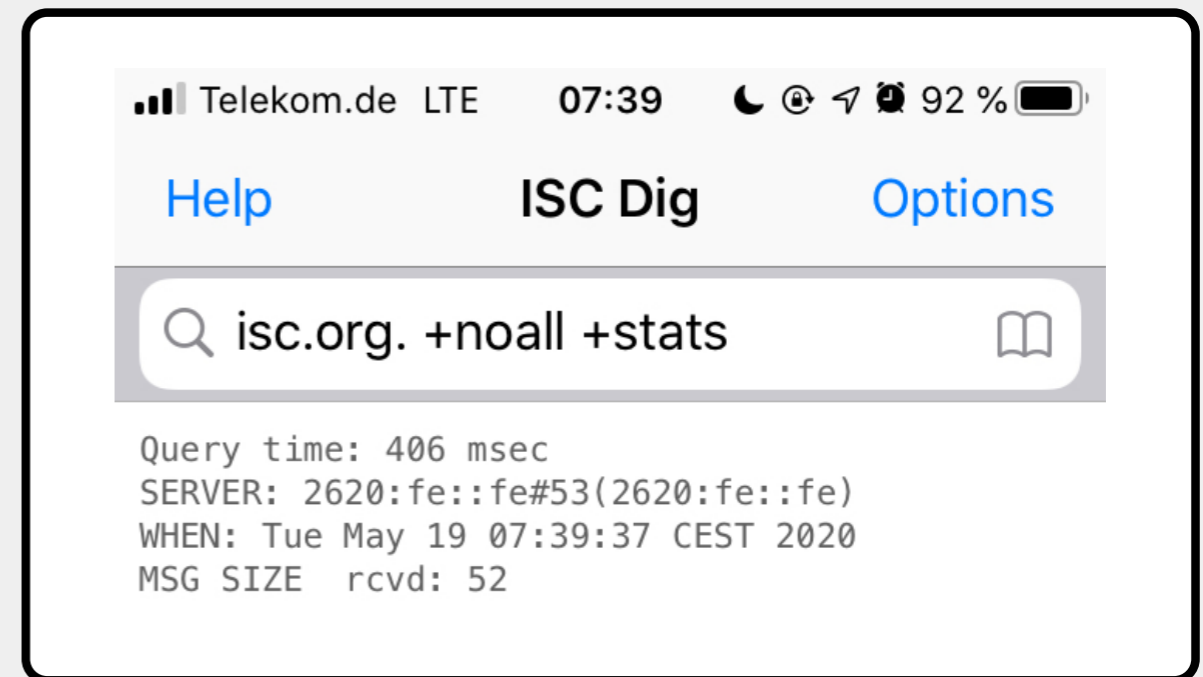 Telekom.de LTE 07:39 92 %
Help ISC Dig Options
isc.org. +noall +stats
Query time: 406 msec
SERVER: 2620:fe::fe#53(2620:fe::fe)
WHEN: Tue May 19 07:39:37 CEST 2020
MSG SIZE  rcvd: 52